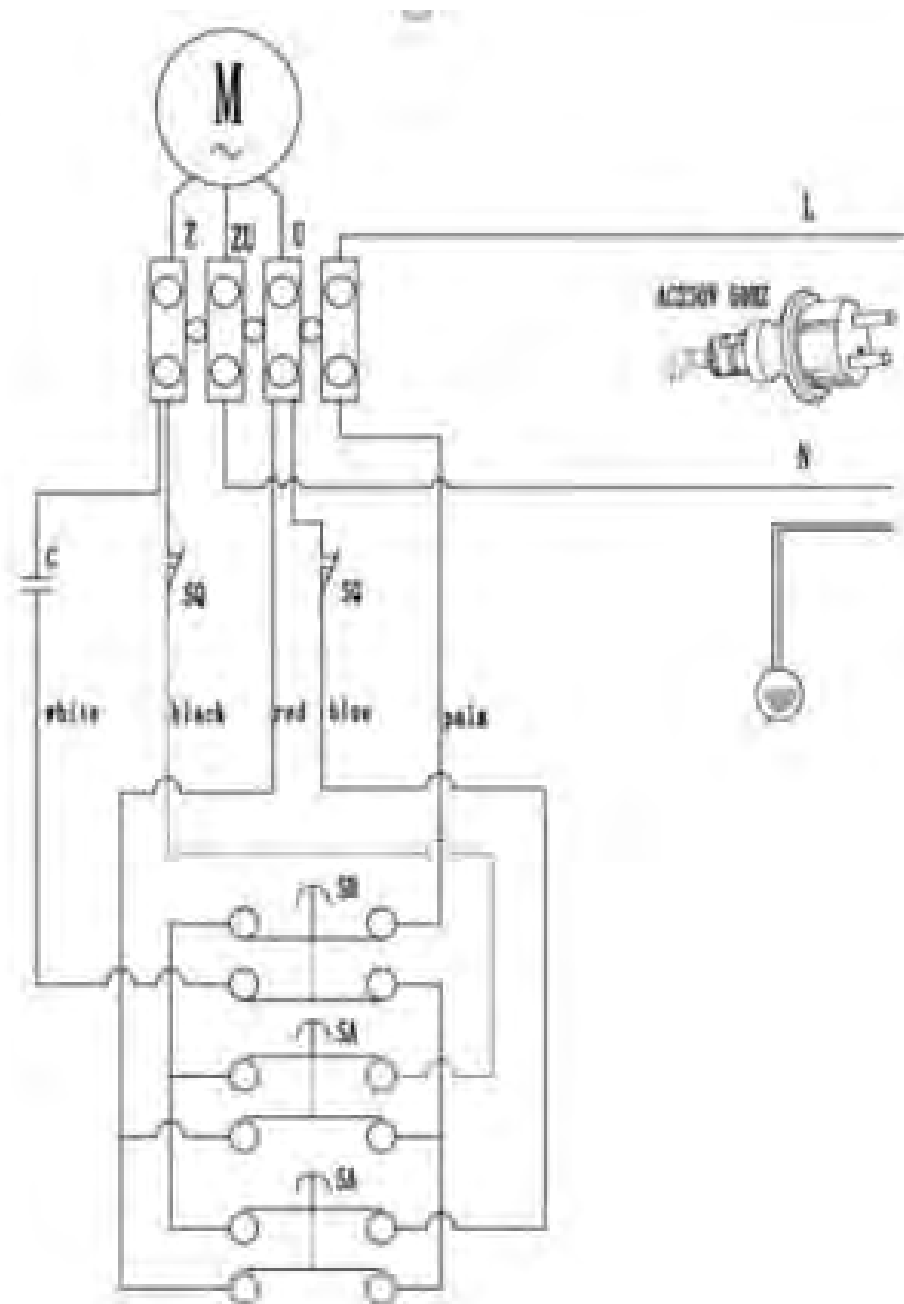 M
~
L
Z ZU U
AC230V 50HZ
N
C
SQ SQ
white black red blue
SB
SA
SA